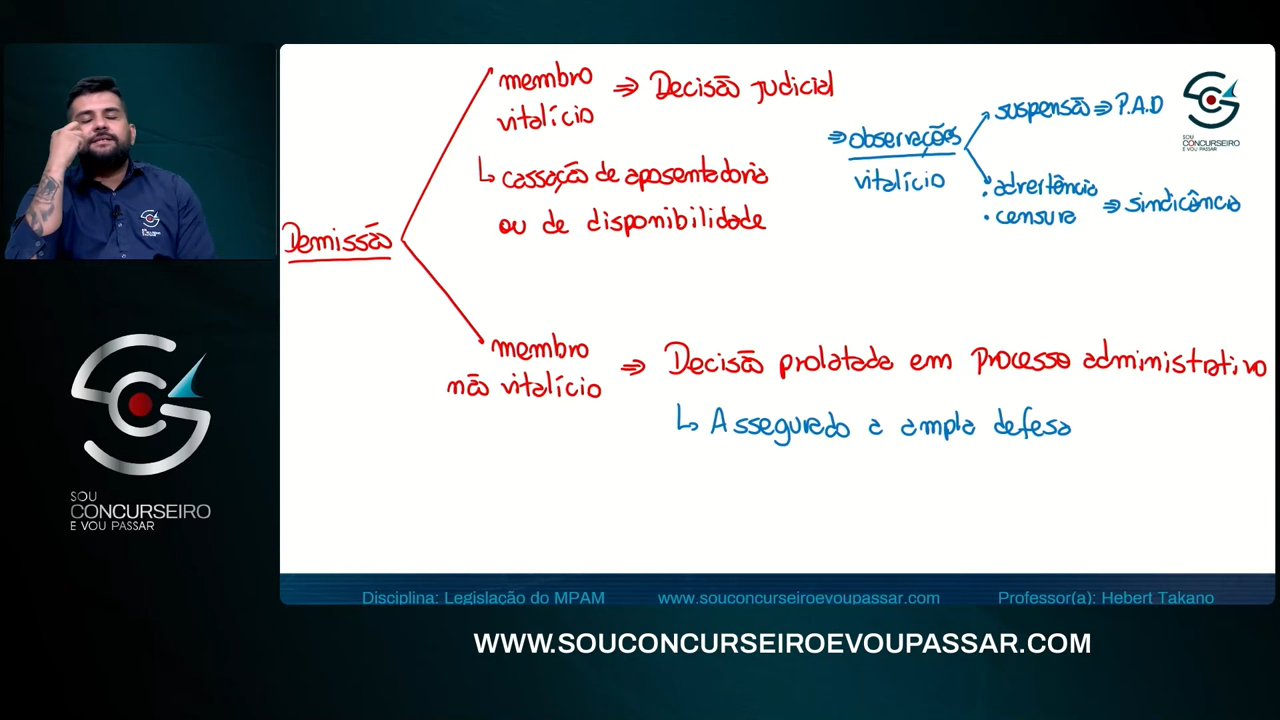 membro
vitalício
⇒ Decisão judicial
↳ cassação de aposentadoria
ou de disponibilidade
⇒ observações
vitalício
suspensão ⇒ P.A.D
• advertência
• censura
⇒ sindicância
SOU
CONCURSEIRO
E VOU PASSAR
Demissão
membro
não vitalício
⇒ Decisão prolatada em processo administrativo
↳ Assegurado a ampla defesa
SOU
CONCURSEIRO
E VOU PASSAR
Disciplina: Legislação do MPAM www.souconcurseiroevoupassar.com Professor(a): Hebert Takano
WWW.SOUCONCURSEIROEVOUPASSAR.COM